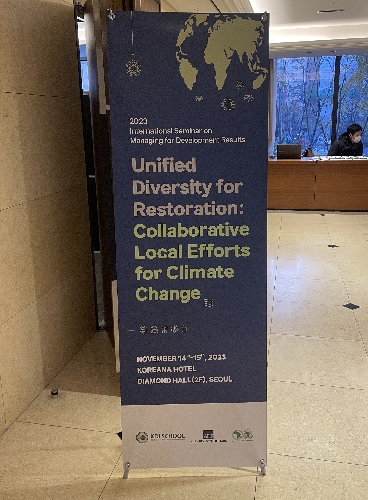 2023
International Seminar on
Managing for Development Results
Unified
Diversity for
Restoration:
Collaborative
Local Efforts
for Climate
Change
NOVEMBER 14TH-15TH, 2023
KOREANA HOTEL
DIAMOND HALL (2F), SEOUL
KDI SCHOOL